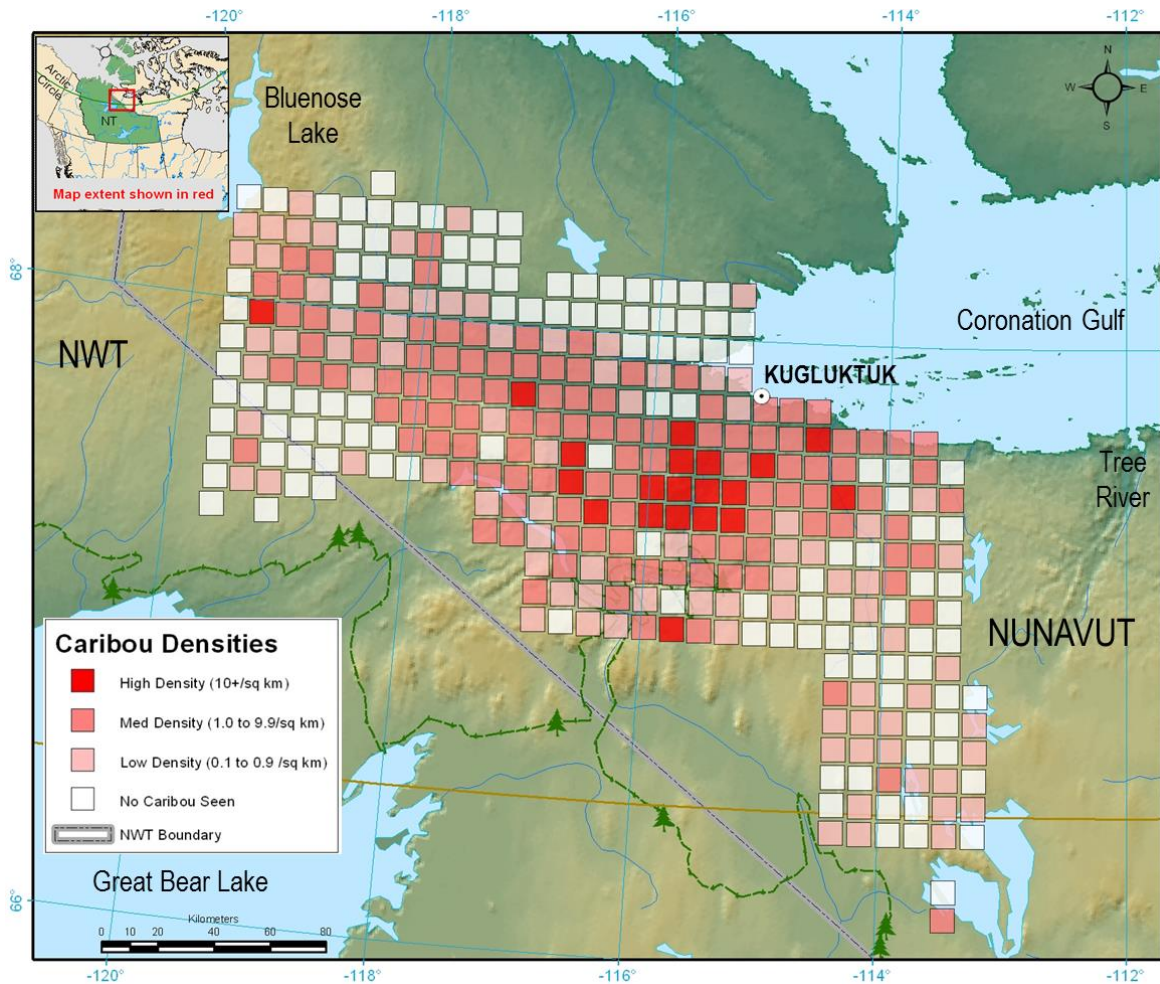 -120°
-118°
-116°
-114°
-112°
Arctic
Circle
NT
Map extent shown in red
Bluenose
Lake
N
W
E
S
68°
NWT
Coronation Gulf
KUGLUKTUK
Tree
River
NUNAVUT
Caribou Densities
High Density (10+/sq km)
Med Density (1.0 to 9.9/sq km)
Low Density (0.1 to 0.9 /sq km)
No Caribou Seen
NWT Boundary
Great Bear Lake
66°
Kilometers
0 10 20 40 60 80
-120°
-118°
-116°
-114°
-112°